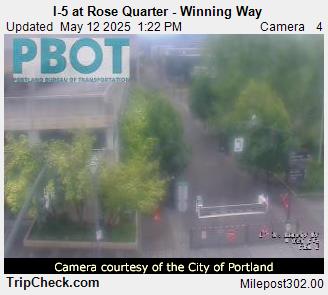 I-5 at Rose Quarter - Winning Way
Updated May 12 2025 1:22 PM Camera 4
PBOT
PORTLAND BUREAU OF TRANSPORTATION
Camera courtesy of the City of Portland
TripCheck.com Milepost302.00